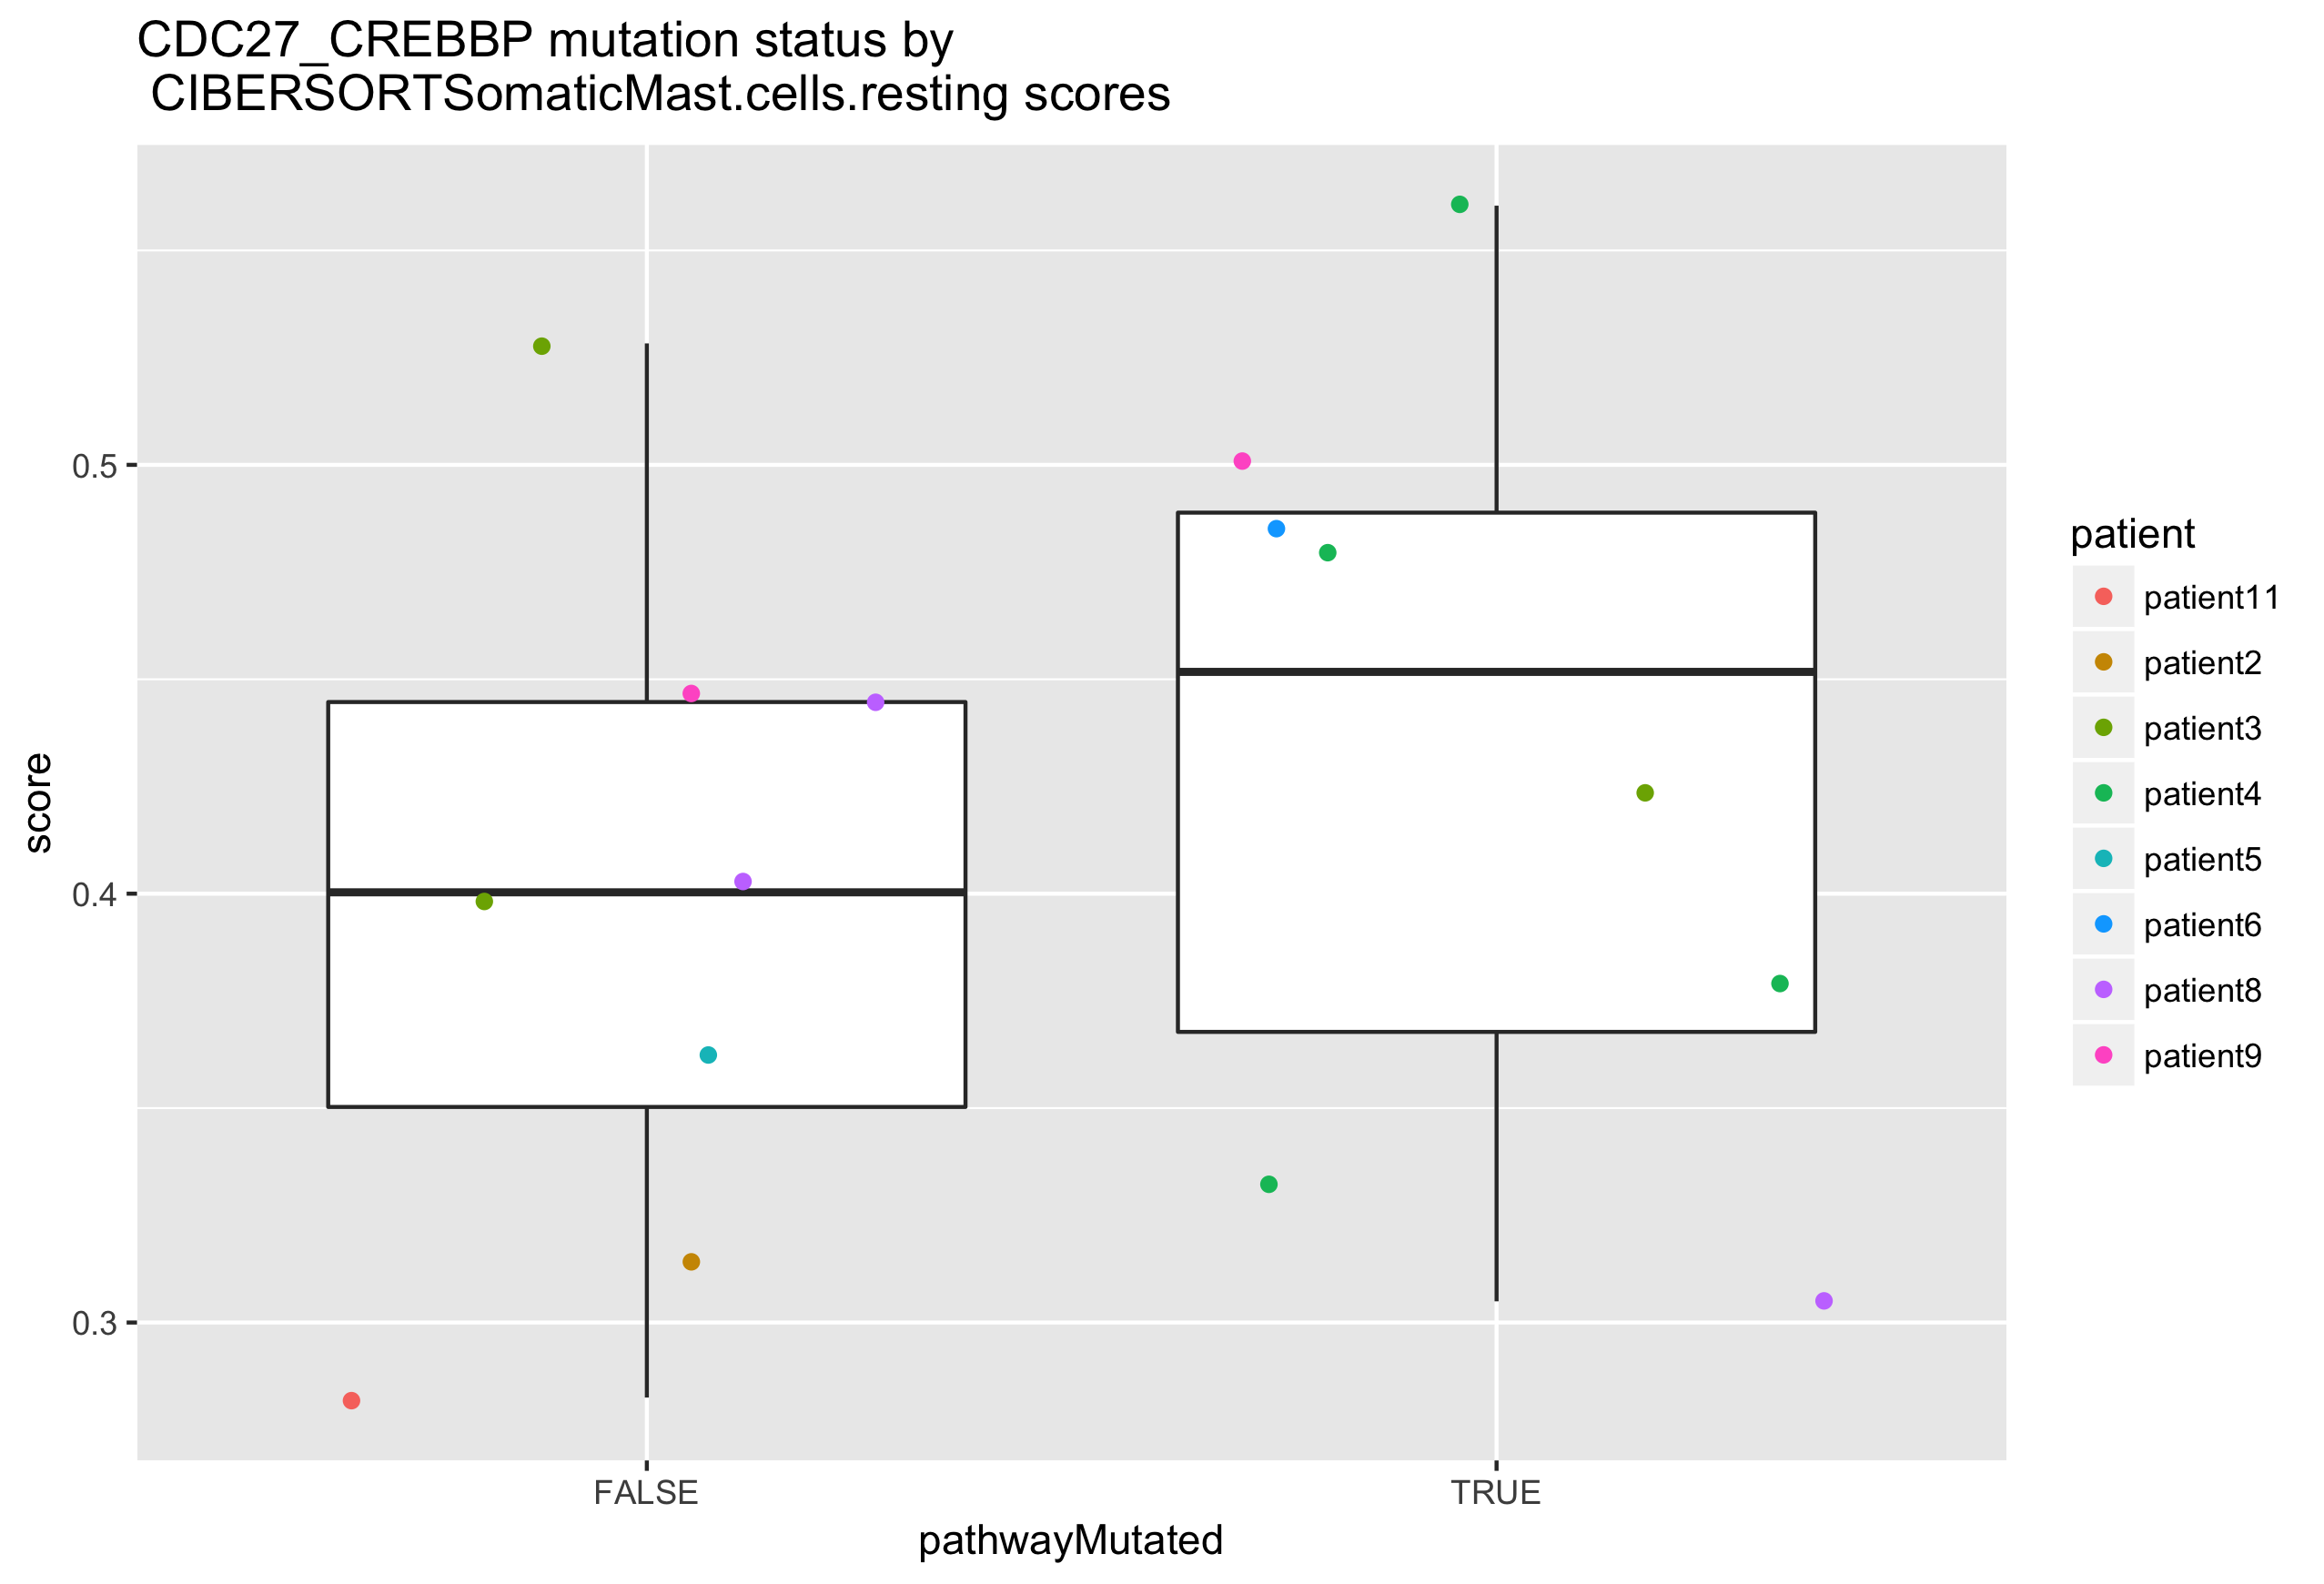 CDC27_CREBBP mutation status by
CIBERSORTSomaticMast.cells.resting scores
score
0.5
0.4
0.3
FALSE
TRUE
pathwayMutated
patient
patient11
patient2
patient3
patient4
patient5
patient6
patient8
patient9